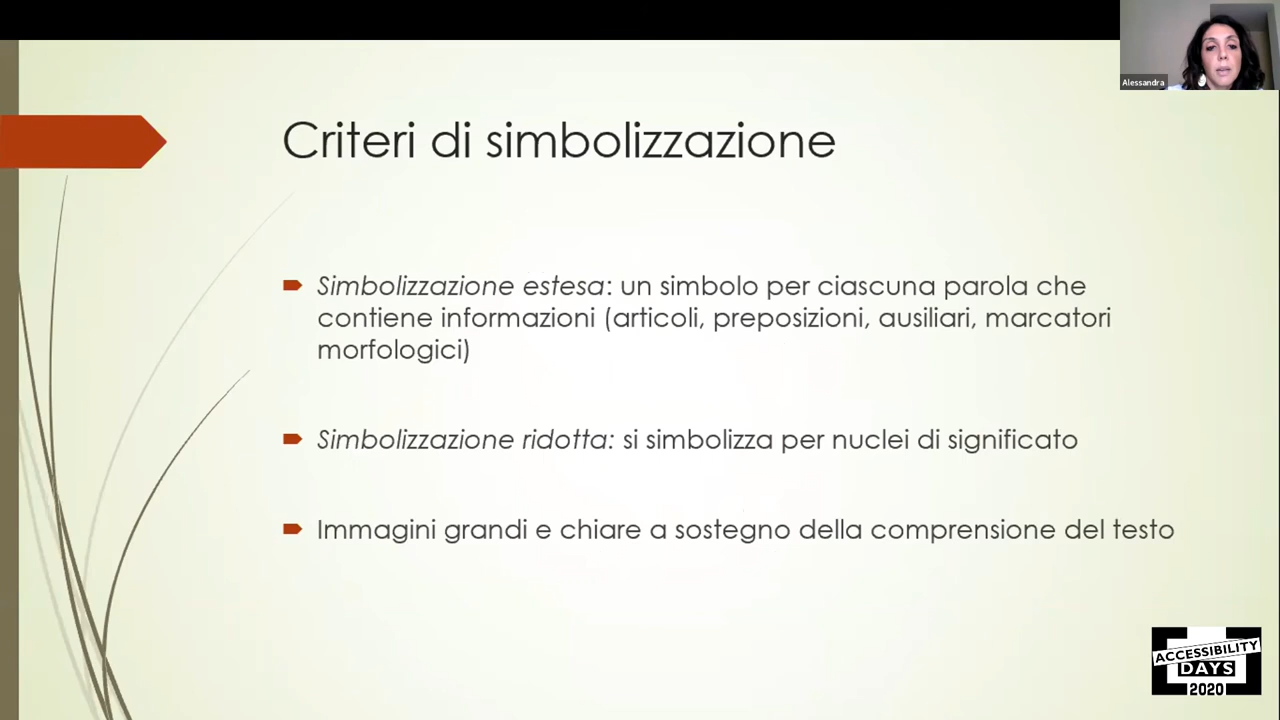 Alessandra
Criteri di simbolizzazione
Simbolizzazione estesa: un simbolo per ciascuna parola che
contiene informazioni (articoli, preposizioni, ausiliari, marcatori
morfologici)
Simbolizzazione ridotta: si simbolizza per nuclei di significato
Immagini grandi e chiare a sostegno della comprensione del testo
ACCESSIBILITY
DAYS
2020